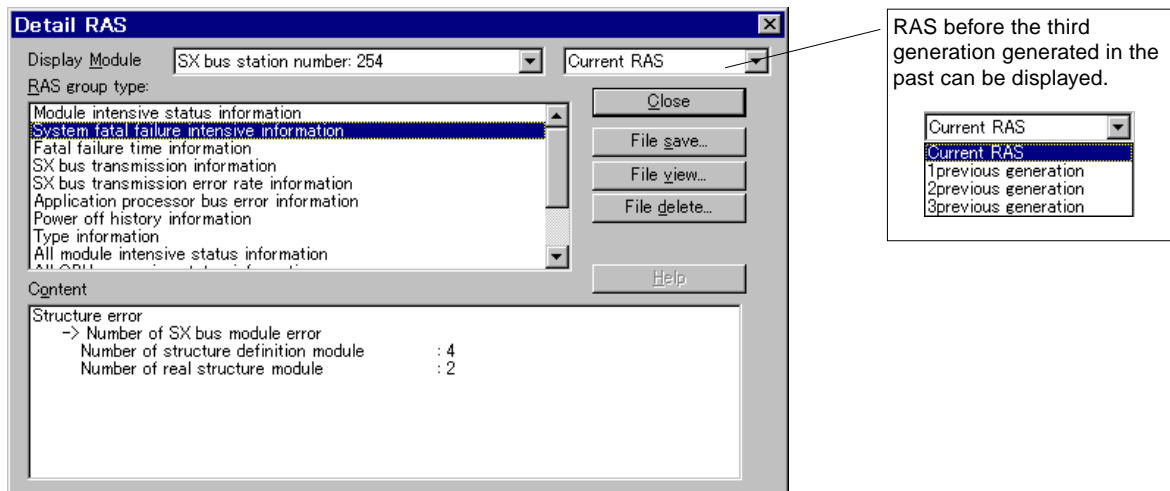 Detail RAS
Display Module
SX bus station number: 254
Current RAS
RAS group type:
Module intensive status information
System fatal failure intensive information
Fatal failure time information
SX bus transmission information
SX bus transmission error rate information
Application processor bus error information
Power off history information
Type information
All module intensive status information
Close
File save...
File view...
File delete...
Help
Content
Structure error
-> Number of SX bus module error
Number of structure definition module : 4
Number of real structure module : 2
RAS before the third
generation generated in the
past can be displayed.
Current RAS
Current RAS
1previous generation
2previous generation
3previous generation